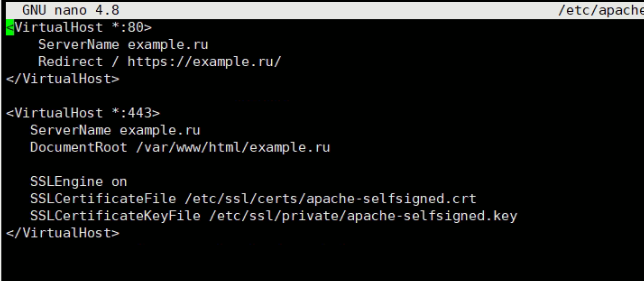 GNU nano 4.8 /etc/apache
<VirtualHost *:80>
ServerName example.ru
Redirect / https://example.ru/
</VirtualHost>
<VirtualHost *:443>
ServerName example.ru
DocumentRoot /var/www/html/example.ru
SSLEngine on
SSLCertificateFile /etc/ssl/certs/apache-selfsigned.crt
SSLCertificateKeyFile /etc/ssl/private/apache-selfsigned.key
</VirtualHost>